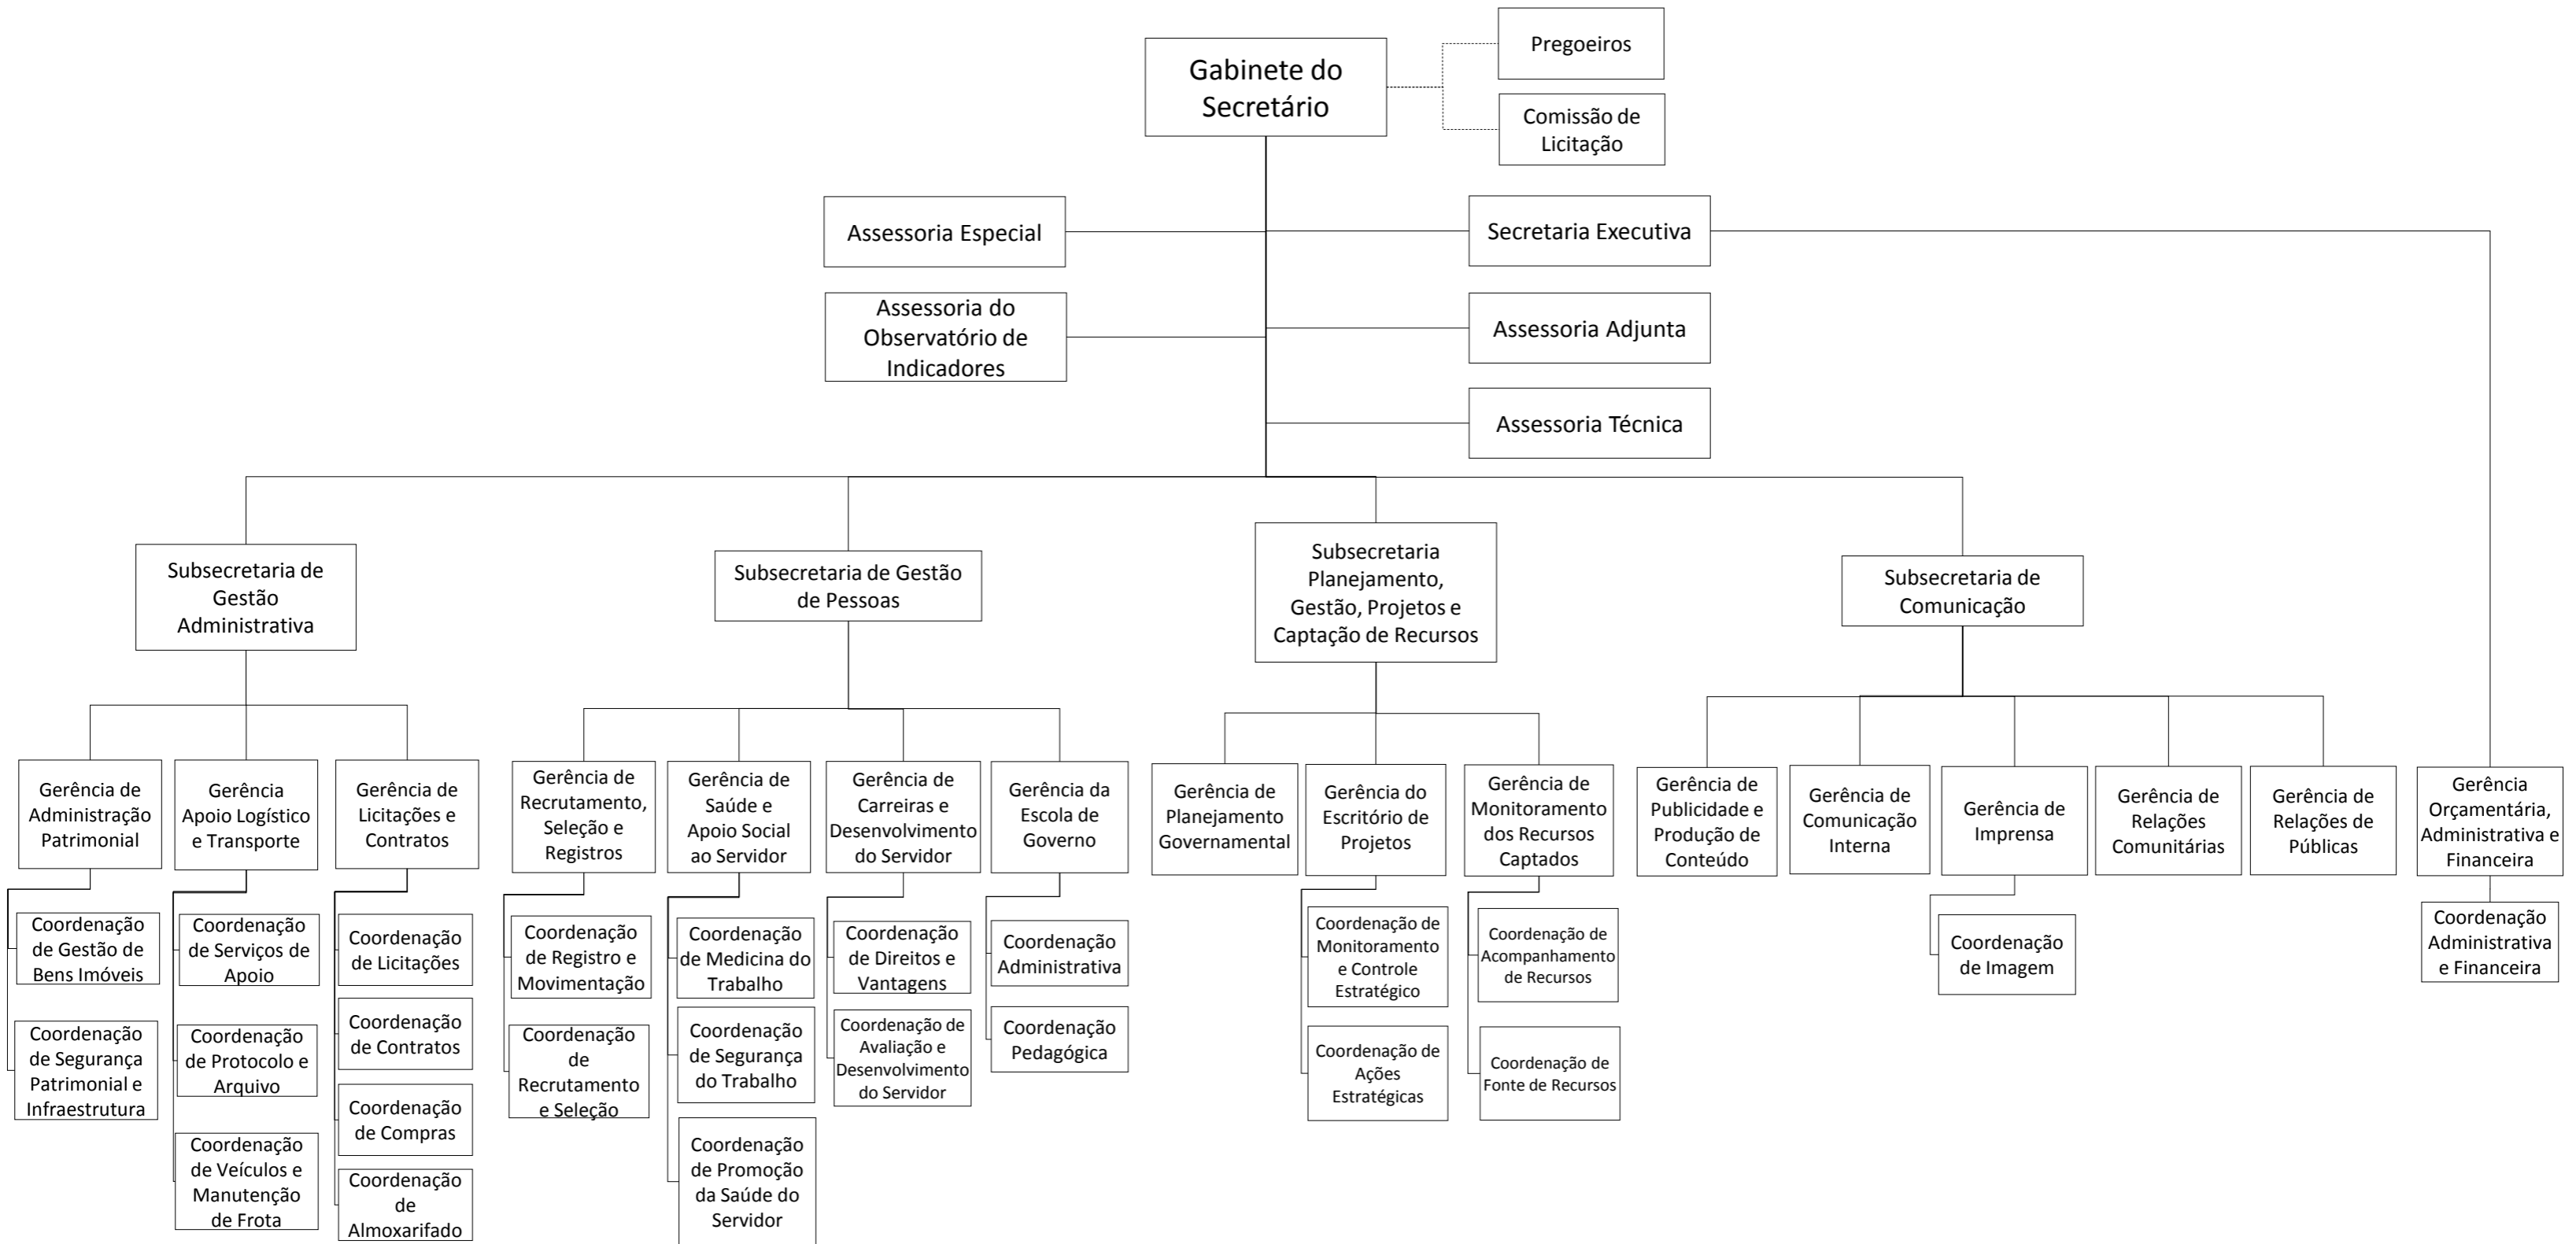 Gabinete do
Secretário
Pregoeiros
Comissão de
Licitação
Assessoria Especial
Secretaria Executiva
Assessoria do
Observatório de
Indicadores
Assessoria Adjunta
Assessoria Técnica
Subsecretaria de
Gestão
Administrativa
Subsecretaria de Gestão
de Pessoas
Subsecretaria
Planejamento,
Gestão, Projetos e
Captação de Recursos
Subsecretaria de
Comunicação
Gerência de
Administração
Patrimonial
Gerência
Apoio Logístico
e Transporte
Gerência de
Licitações e
Contratos
Gerência de
Recrutamento,
Seleção e
Registros
Gerência de
Saúde e
Apoio Social
ao Servidor
Gerência de
Carreiras e
Desenvolvimento
do Servidor
Gerência da
Escola de
Governo
Gerência de
Planejamento
Governamental
Gerência do
Escritório de
Projetos
Gerência de
Monitoramento
dos Recursos
Captados
Gerência de
Publicidade e
Produção de
Conteúdo
Gerência de
Comunicação
Interna
Gerência de
Imprensa
Gerência de
Relações
Comunitárias
Gerência de
Relações de
Públicas
Gerência
Orçamentária,
Administrativa e
Financeira
Coordenação
de Gestão de
Bens Imóveis
Coordenação
de Segurança
Patrimonial e
Infraestrutura
Coordenação
de Serviços de
Apoio
Coordenação
de Protocolo e
Arquivo
Coordenação
de Veículos e
Manutenção
de Frota
Coordenação
de Licitações
Coordenação
de Contratos
Coordenação
de Compras
Coordenação
de
Almoxarifado
Coordenação
de Registro e
Movimentação
Coordenação
de
Recrutamento
e Seleção
Coordenação
de Medicina do
Trabalho
Coordenação
de Segurança
do Trabalho
Coordenação
de Promoção
da Saúde do
Servidor
Coordenação
de Direitos e
Vantagens
Coordenação de
Avaliação e
Desenvolvimento
do Servidor
Coordenação
Administrativa
Coordenação
Pedagógica
Coordenação de
Monitoramento
e Controle
Estratégico
Coordenação de
Ações
Estratégicas
Coordenação de
Acompanhamento
de Recursos
Coordenação de
Fonte de Recursos
Coordenação
de Imagem
Coordenação
Administrativa
e Financeira